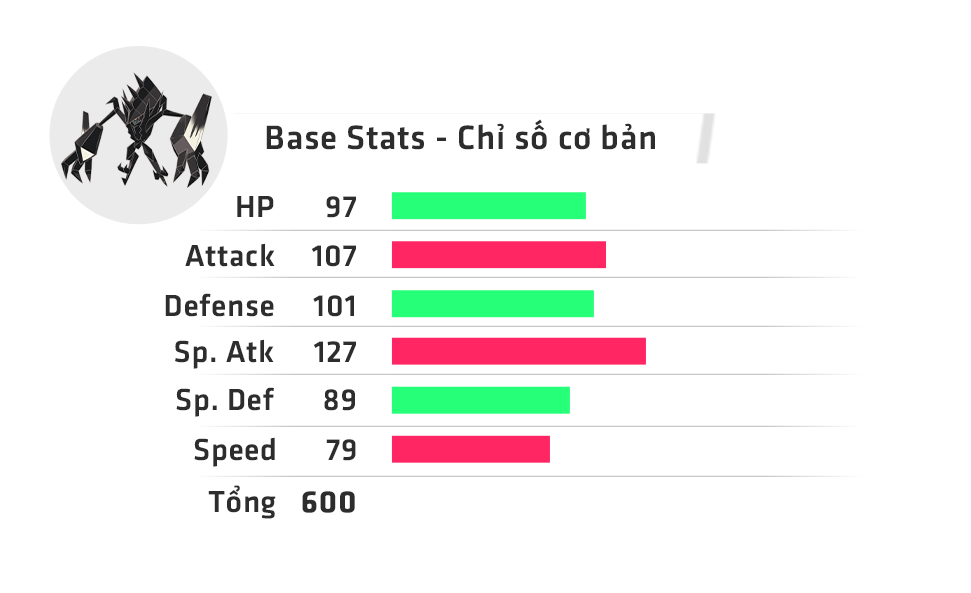 Base Stats - Chỉ số cơ bản
HP 97
Attack 107
Defense 101
Sp. Atk 127
Sp. Def 89
Speed 79
Tổng 600